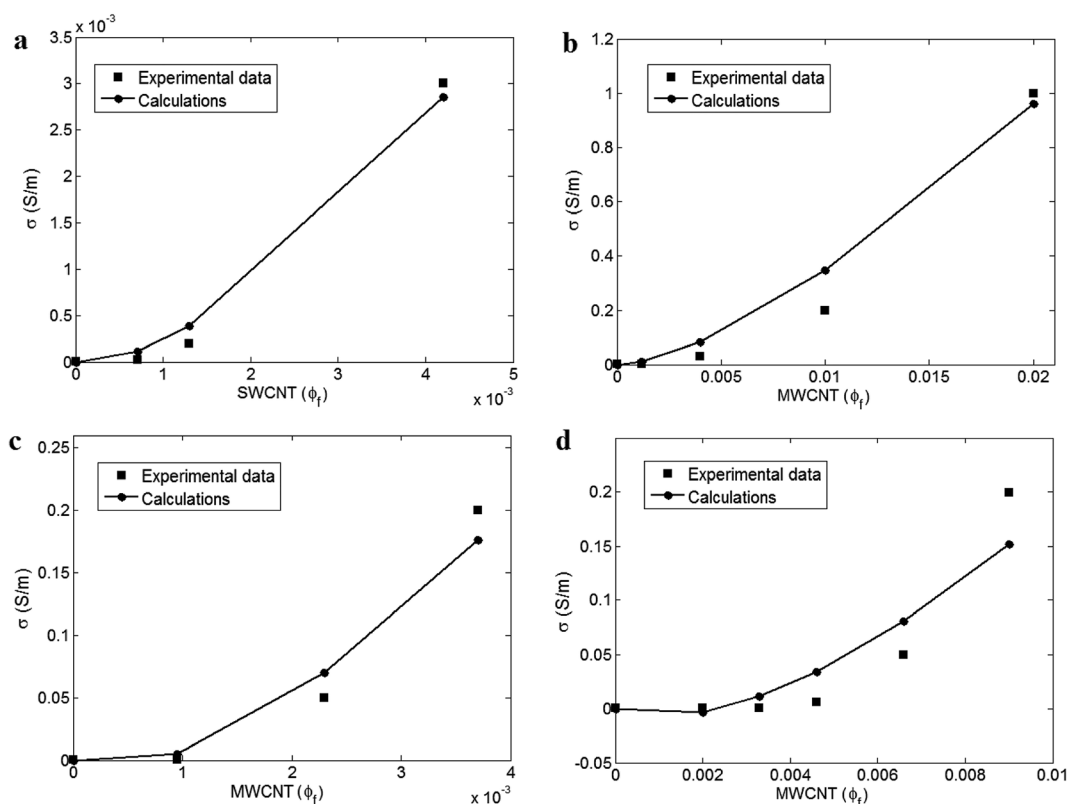 a
x 10⁻³
3.5
3
2.5
2
1.5
1
0.5
0
σ (S/m)
Experimental data
Calculations
0 1 2 3 4 5
SWCNT (ϕf)
x 10⁻³
b
1.2
1
0.8
0.6
0.4
0.2
0
σ (S/m)
Experimental data
Calculations
0 0.005 0.01 0.015 0.02
MWCNT (ϕf)
c
0.25
0.2
0.15
0.1
0.05
0
σ (S/m)
Experimental data
Calculations
0 1 2 3 4
MWCNT (ϕf)
x 10⁻³
d
0.2
0.15
0.1
0.05
0
-0.05
σ (S/m)
Experimental data
Calculations
0 0.002 0.004 0.006 0.008 0.01
MWCNT (ϕf)